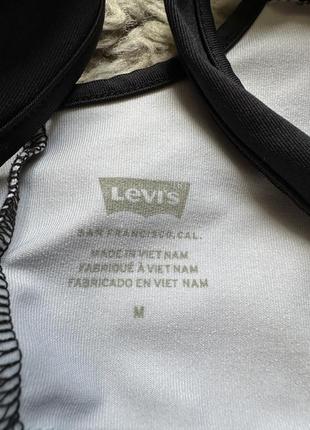 Levi's
SAN FRANCISCO, CAL.
MADE IN VIET NAM
FABRIQUÉ À VIET NAM
FABRICADO EN VIET NAM
M